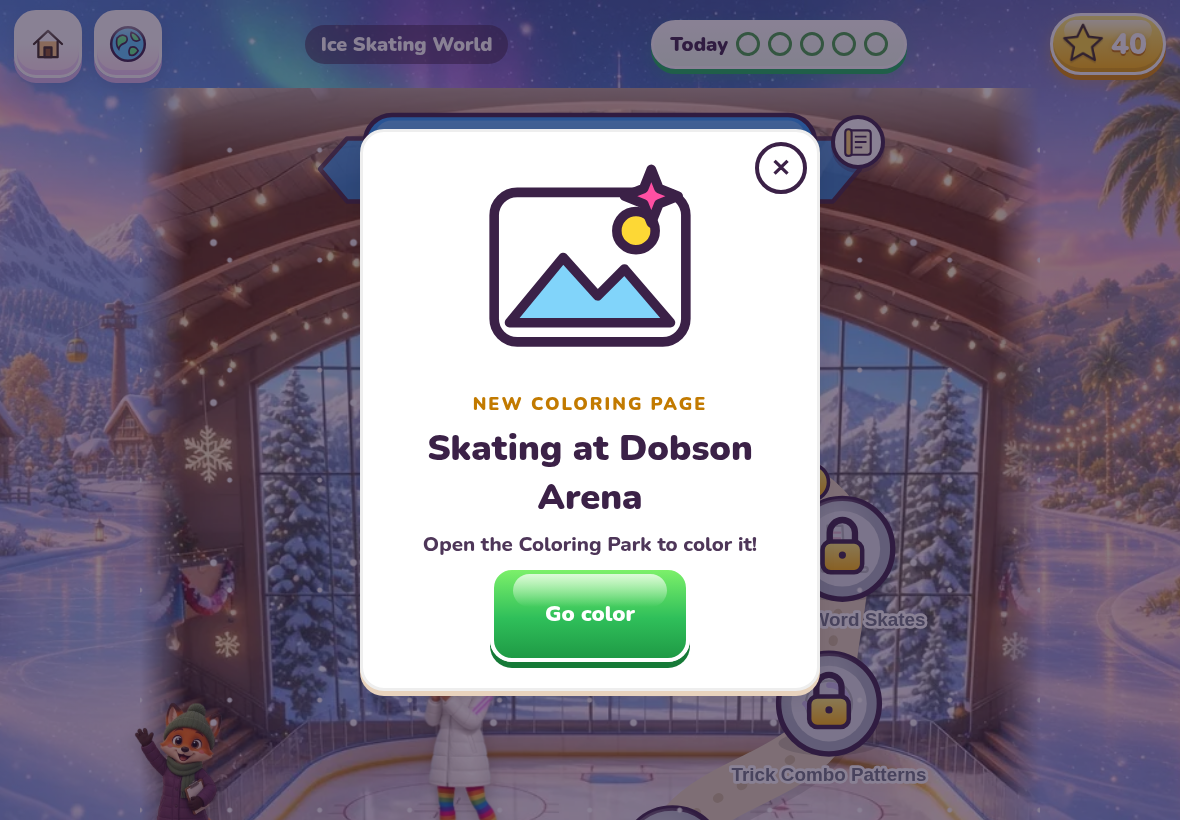 Ice Skating World
Today
40
NEW COLORING PAGE
Skating at Dobson
Arena
Open the Coloring Park to color it!
Go color
Word Skates
Trick Combo Patterns